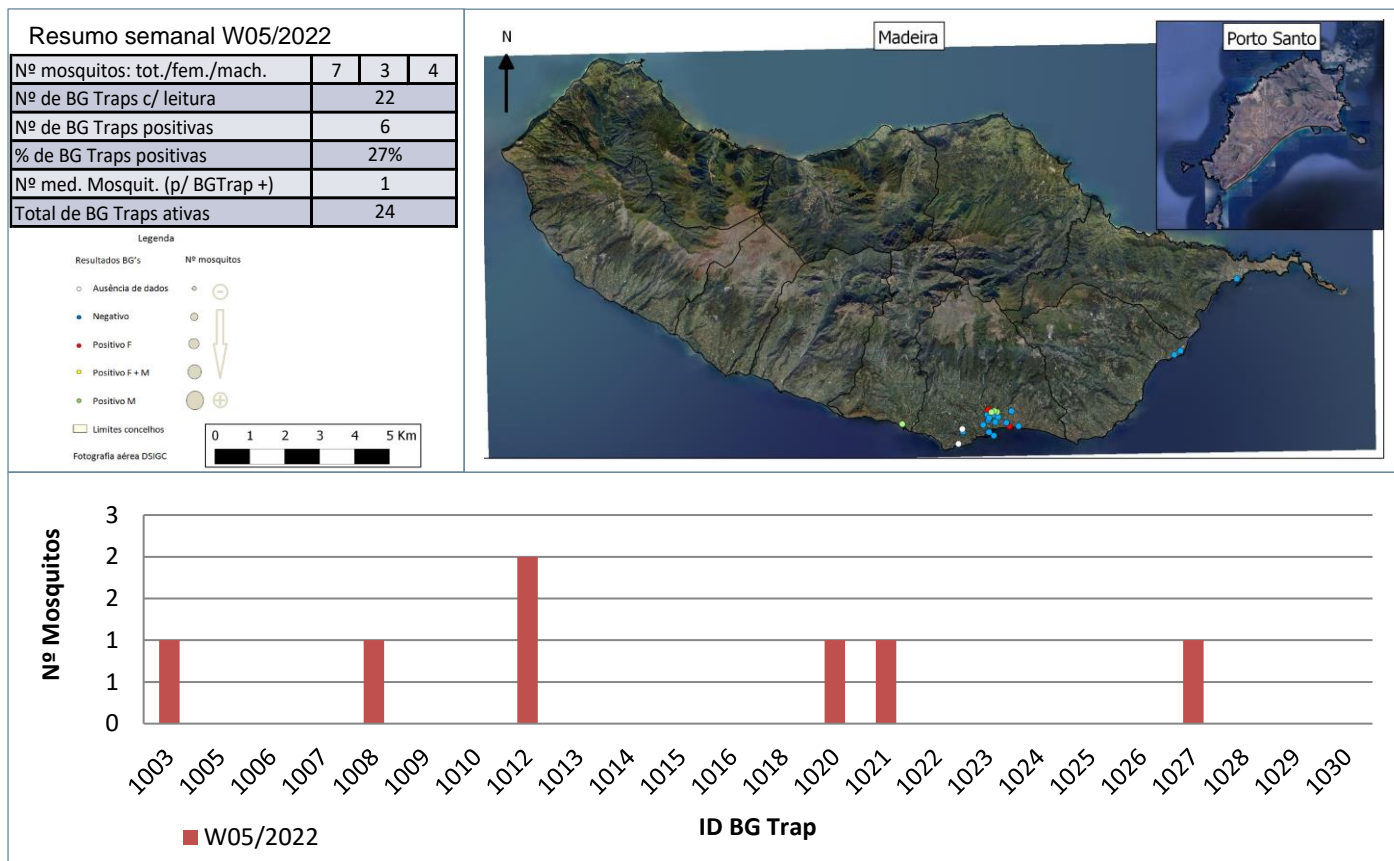 Resumo semanal W05/2022
Nº mosquitos: tot./fem./mach. 7 3 4
Nº de BG Traps c/ leitura 22
Nº de BG Traps positivas 6
% de BG Traps positivas 27%
Nº med. Mosquit. (p/ BGTrap +) 1
Total de BG Traps ativas 24
Legenda
Resultados BG's Nº mosquitos
Ausência de dados
Negativo
Positivo F
Positivo F + M
Positivo M
Limites concelhos
Fotografia aérea DSIGC
0 1 2 3 4 5 Km
N
Madeira
Porto Santo
Nº Mosquitos
3
2
2
1
1
0
1003 1005 1006 1007 1008 1009 1010 1012 1013 1014 1015 1016 1018 1020 1021 1022 1023 1024 1025 1026 1027 1028 1029 1030
ID BG Trap
W05/2022